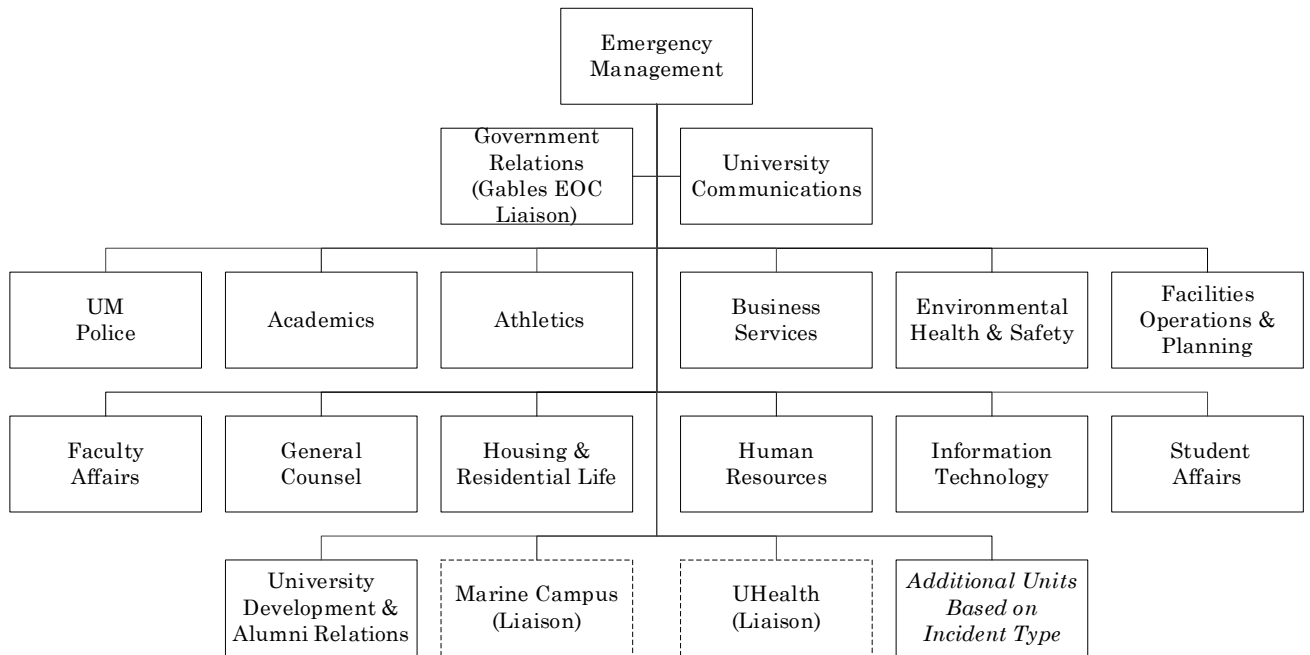 Emergency
Management
Government
Relations
(Gables EOC
Liaison)
University
Communications
UM
Police
Academics
Athletics
Business
Services
Environmental
Health & Safety
Facilities
Operations &
Planning
Faculty
Affairs
General
Counsel
Housing &
Residential Life
Human
Resources
Information
Technology
Student
Affairs
University
Development &
Alumni Relations
Marine Campus
(Liaison)
UHealth
(Liaison)
Additional Units
Based on
Incident Type